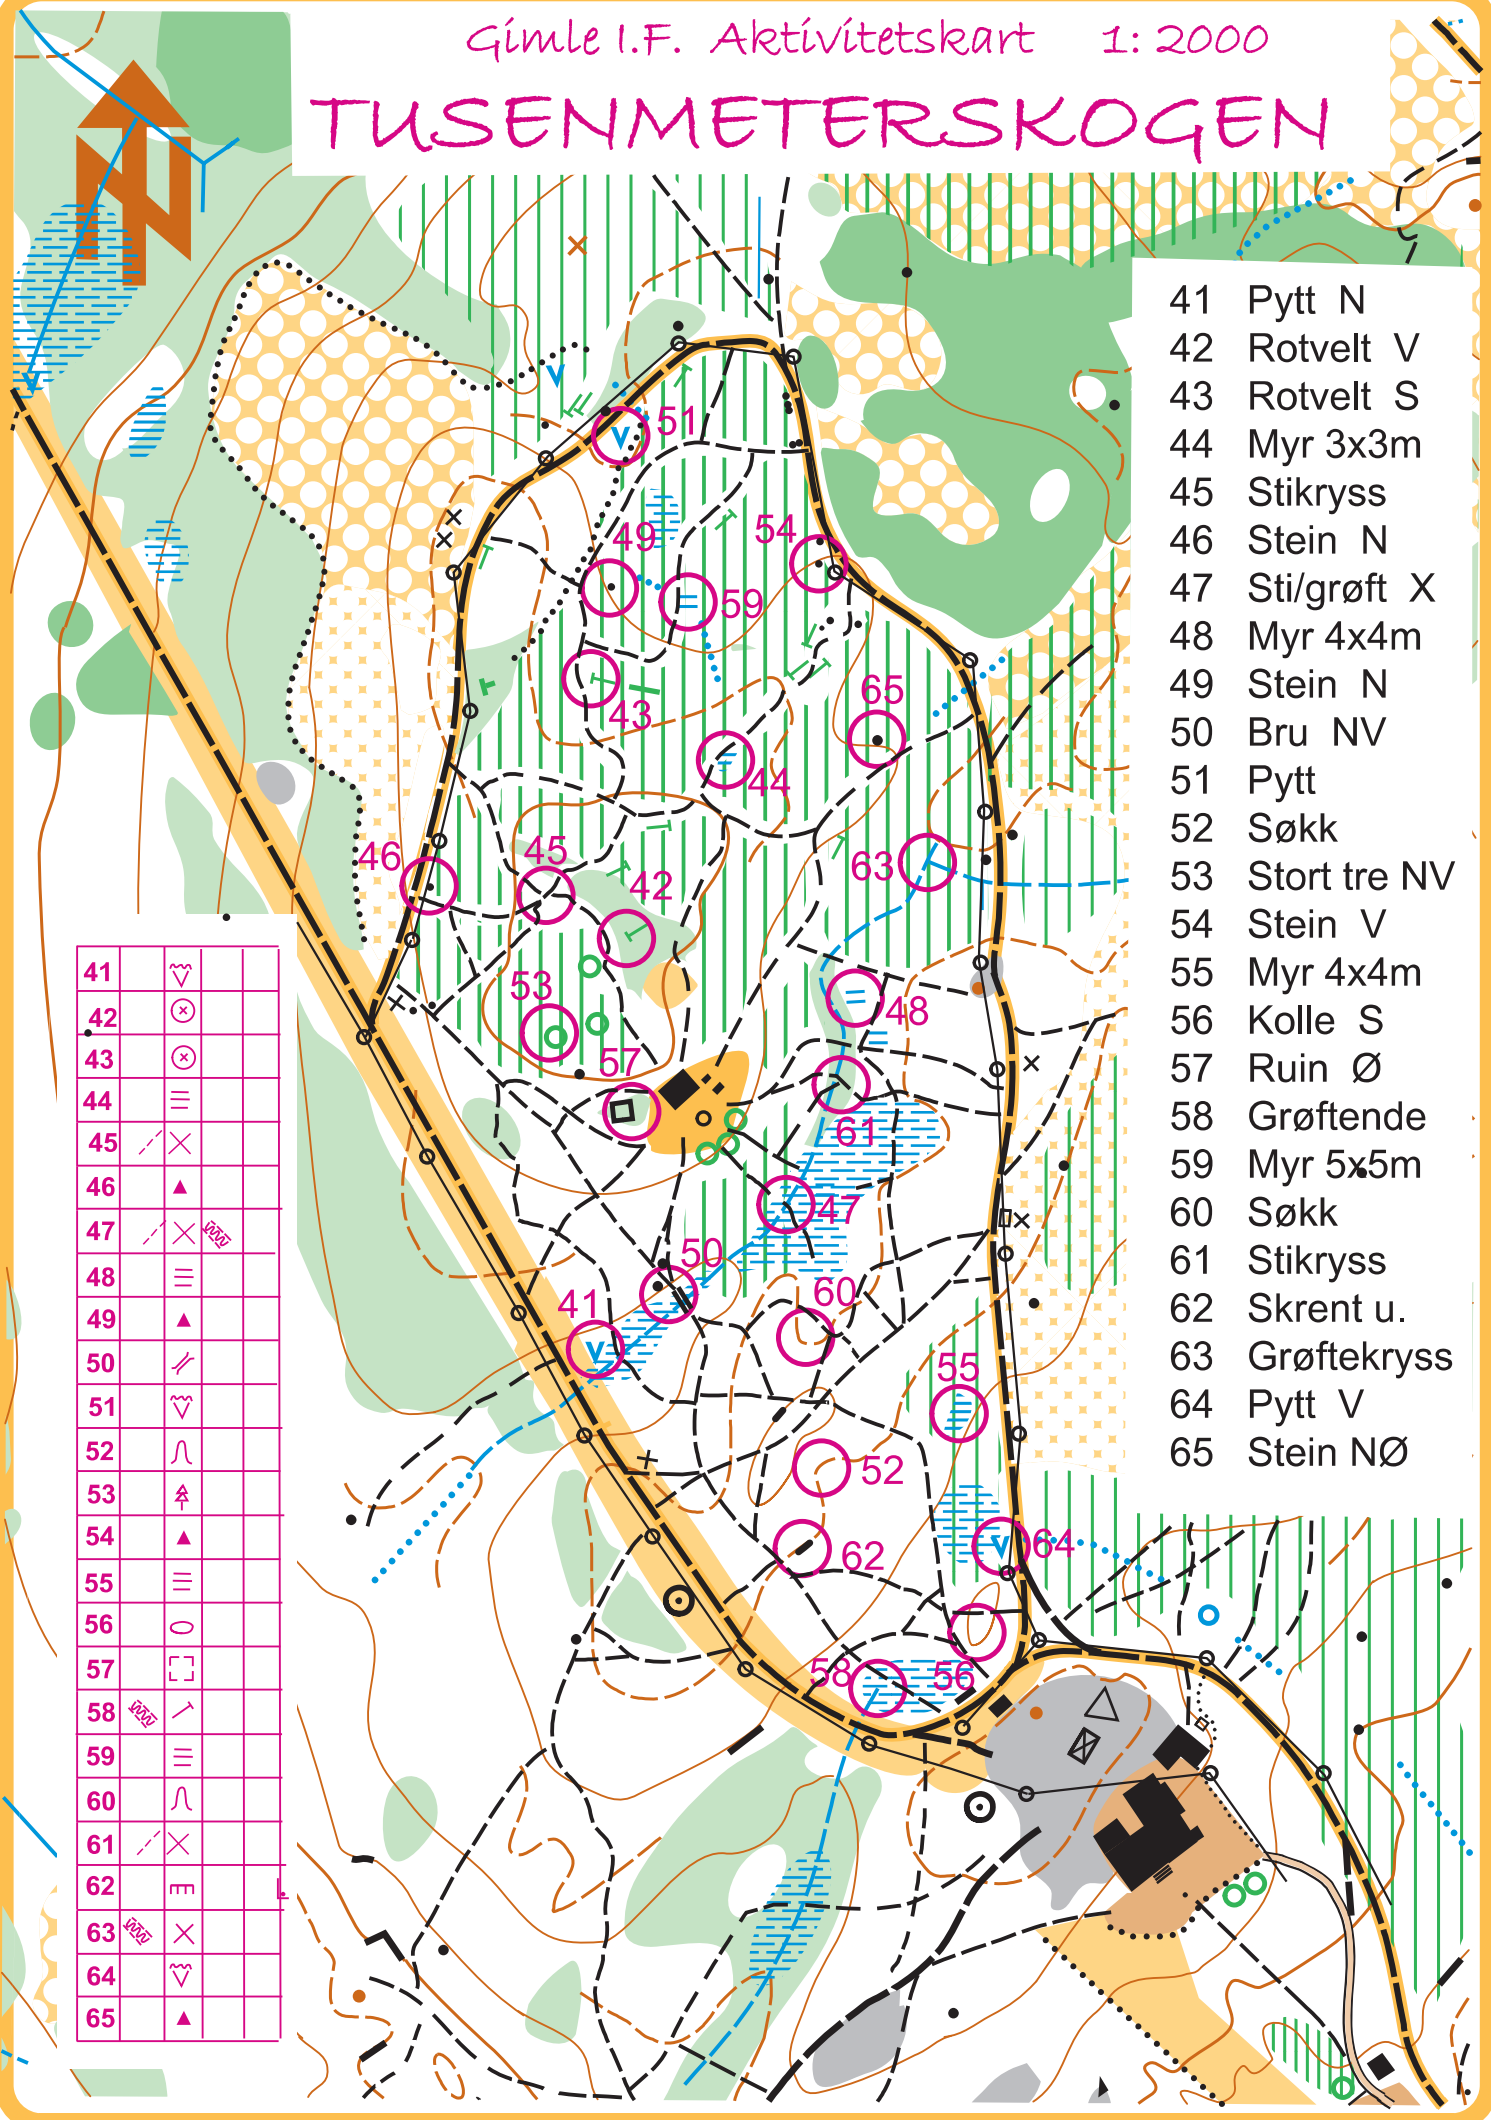 Gimle I.F. Aktivitetskart 1: 2000
TUSENMETERSKOGEN
N
41 Pytt N
42 Rotvelt V
43 Rotvelt S
44 Myr 3x3m
45 Stikryss
46 Stein N
47 Sti/grøft X
48 Myr 4x4m
49 Stein N
50 Bru NV
51 Pytt
52 Søkk
53 Stort tre NV
54 Stein V
55 Myr 4x4m
56 Kolle S
57 Ruin Ø
58 Grøftende
59 Myr 5x5m
60 Søkk
61 Stikryss
62 Skrent u.
63 Grøftekryss
64 Pytt V
65 Stein NØ
51
54
49
59
43
65
44
46
45
42
63
53
48
57
61
47
50
41
60
55
52
62
64
58
56
41
42
43
44
45
46
47
48
49
50
51
52
53
54
55
56
57
58
59
60
61
62
63
64
65